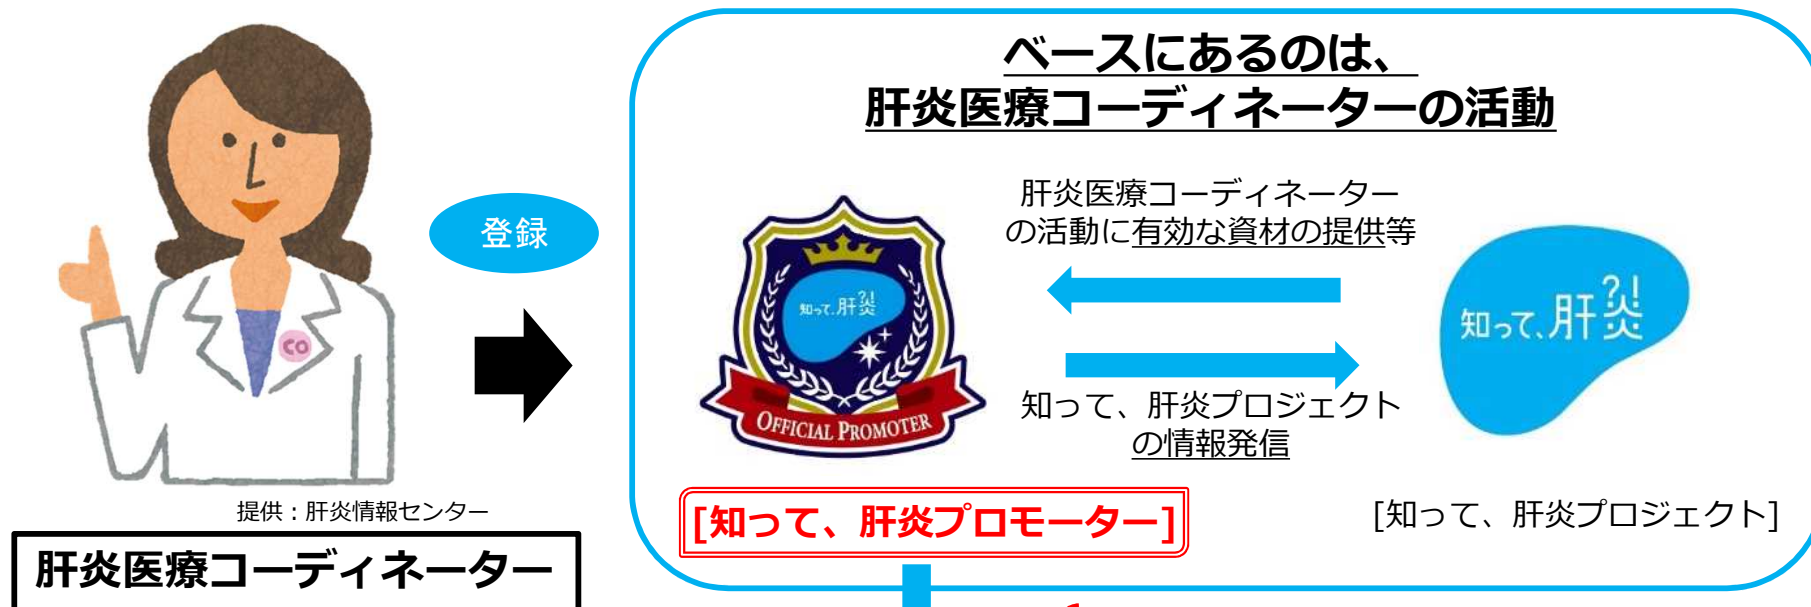 ベースにあるのは、
肝炎医療コーディネーターの活動
登録
肝炎医療コーディネーター
の活動に有効な資材の提供等
知って、肝炎?!
OFFICIAL PROMOTER
知って、肝炎?!
知って、肝炎プロジェクト
の情報発信
CO
提供：肝炎情報センター
[知って、肝炎プロモーター]
[知って、肝炎プロジェクト]
肝炎医療コーディネーター